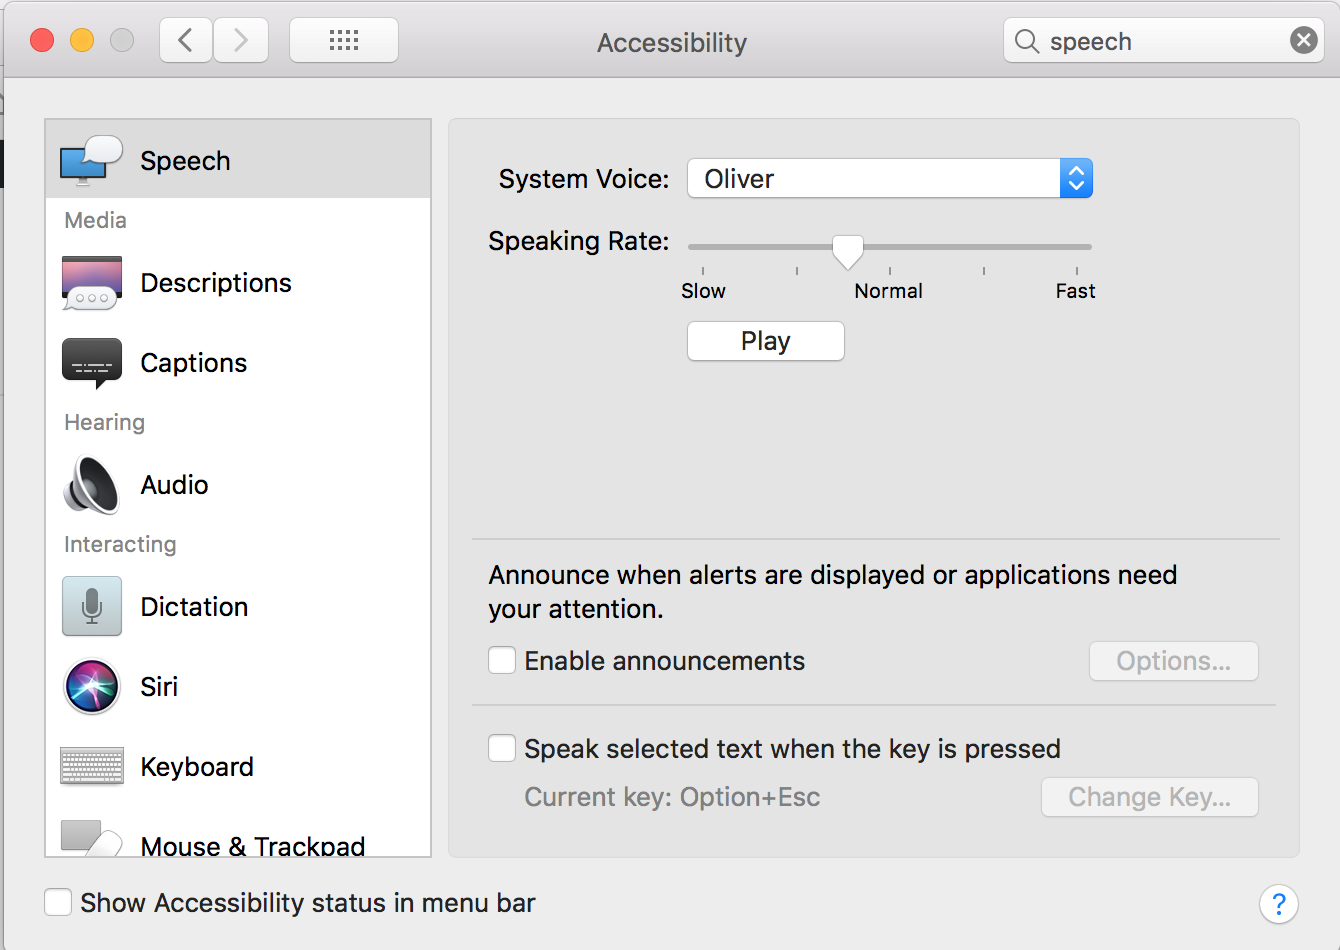 Accessibility
speech
Speech
Media
Descriptions
Captions
Hearing
Audio
Interacting
Dictation
Siri
Keyboard
Mouse & Trackpad
System Voice: Oliver
Speaking Rate:
Slow Normal Fast
Play
Announce when alerts are displayed or applications need
your attention.
Enable announcements Options...
Speak selected text when the key is pressed
Current key: Option+Esc Change Key...
Show Accessibility status in menu bar
?